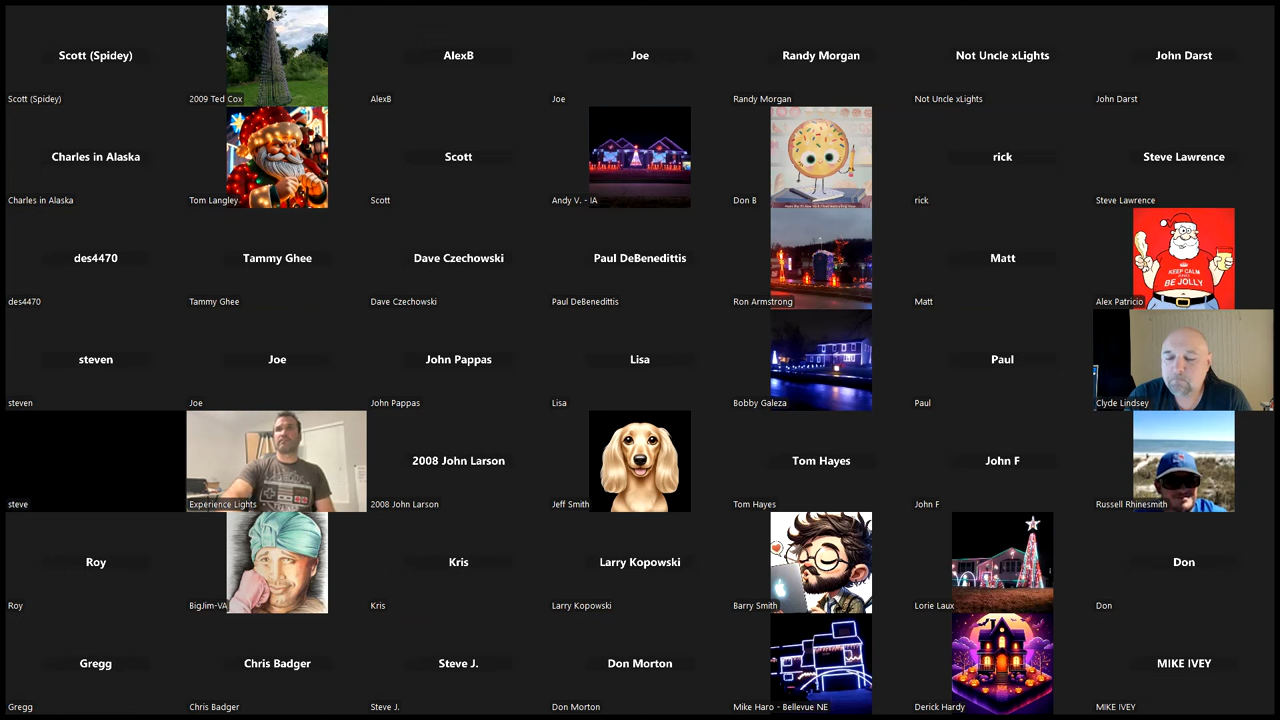 Scott (Spidey)
AlexB
Joe
Randy Morgan
Not Uncle xLights
John Darst
Scott (Spidey)
2009 Ted Cox
AlexB
Joe
Randy Morgan
Not Uncle xLights
John Darst
Charles in Alaska
Scott
rick
Steve Lawrence
Charles in Alaska
Tom Langley
Scott
Andy V. - IA
Don B
rick
Steve Lawrence
des4470
Tammy Ghee
Dave Czechowski
Paul DeBenedittis
Matt
KEEP CALM
BE JOLLY
des4470
Tammy Ghee
Dave Czechowski
Paul DeBenedittis
Ron Armstrong
Matt
Alex Patricio
steven
Joe
John Pappas
Lisa
Paul
steven
Joe
John Pappas
Lisa
Bobby Galeza
Paul
Clyde Lindsey
2008 John Larson
Tom Hayes
John F
steve
Experience Lights
2008 John Larson
Jeff Smith
Tom Hayes
John F
Russell Rhinesmith
Roy
Kris
Larry Kopowski
Don
Roy
BigJim-VA
Kris
Larry Kopowski
Barry Smith
Lorie Laux
Don
Gregg
Chris Badger
Steve J.
Don Morton
MIKE IVEY
Gregg
Chris Badger
Steve J.
Don Morton
Mike Haro - Bellevue NE
Derick Hardy
MIKE IVEY